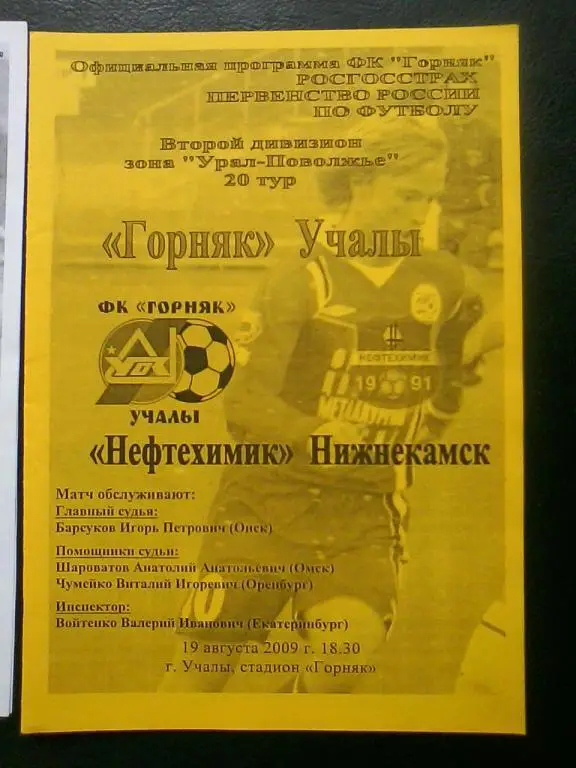 Официальная программа ФК "Горняк"
РОСГОССТРАХ
ПЕРВЕНСТВО РОССИИ
ПО ФУТБОЛУ
Второй дивизион
зона "Урал-Поволжье"
20 тур
«Горняк» Учалы
ФК «ГОРНЯК»
УЧАЛЫ
НЕФТЕХИМИК
1991
«Нефтехимик» Нижнекамск
Матч обслуживают:
Главный судья:
Барсуков Игорь Петрович (Омск)
Помощники судьи:
Шароватов Анатолий Анатольевич (Омск)
Чумейко Виталий Игоревич (Оренбург)
Инспектор:
Войтенко Валерий Иванович (Екатеринбург)
19 августа 2009 г. 18.30
г. Учалы, стадион «Горняк»